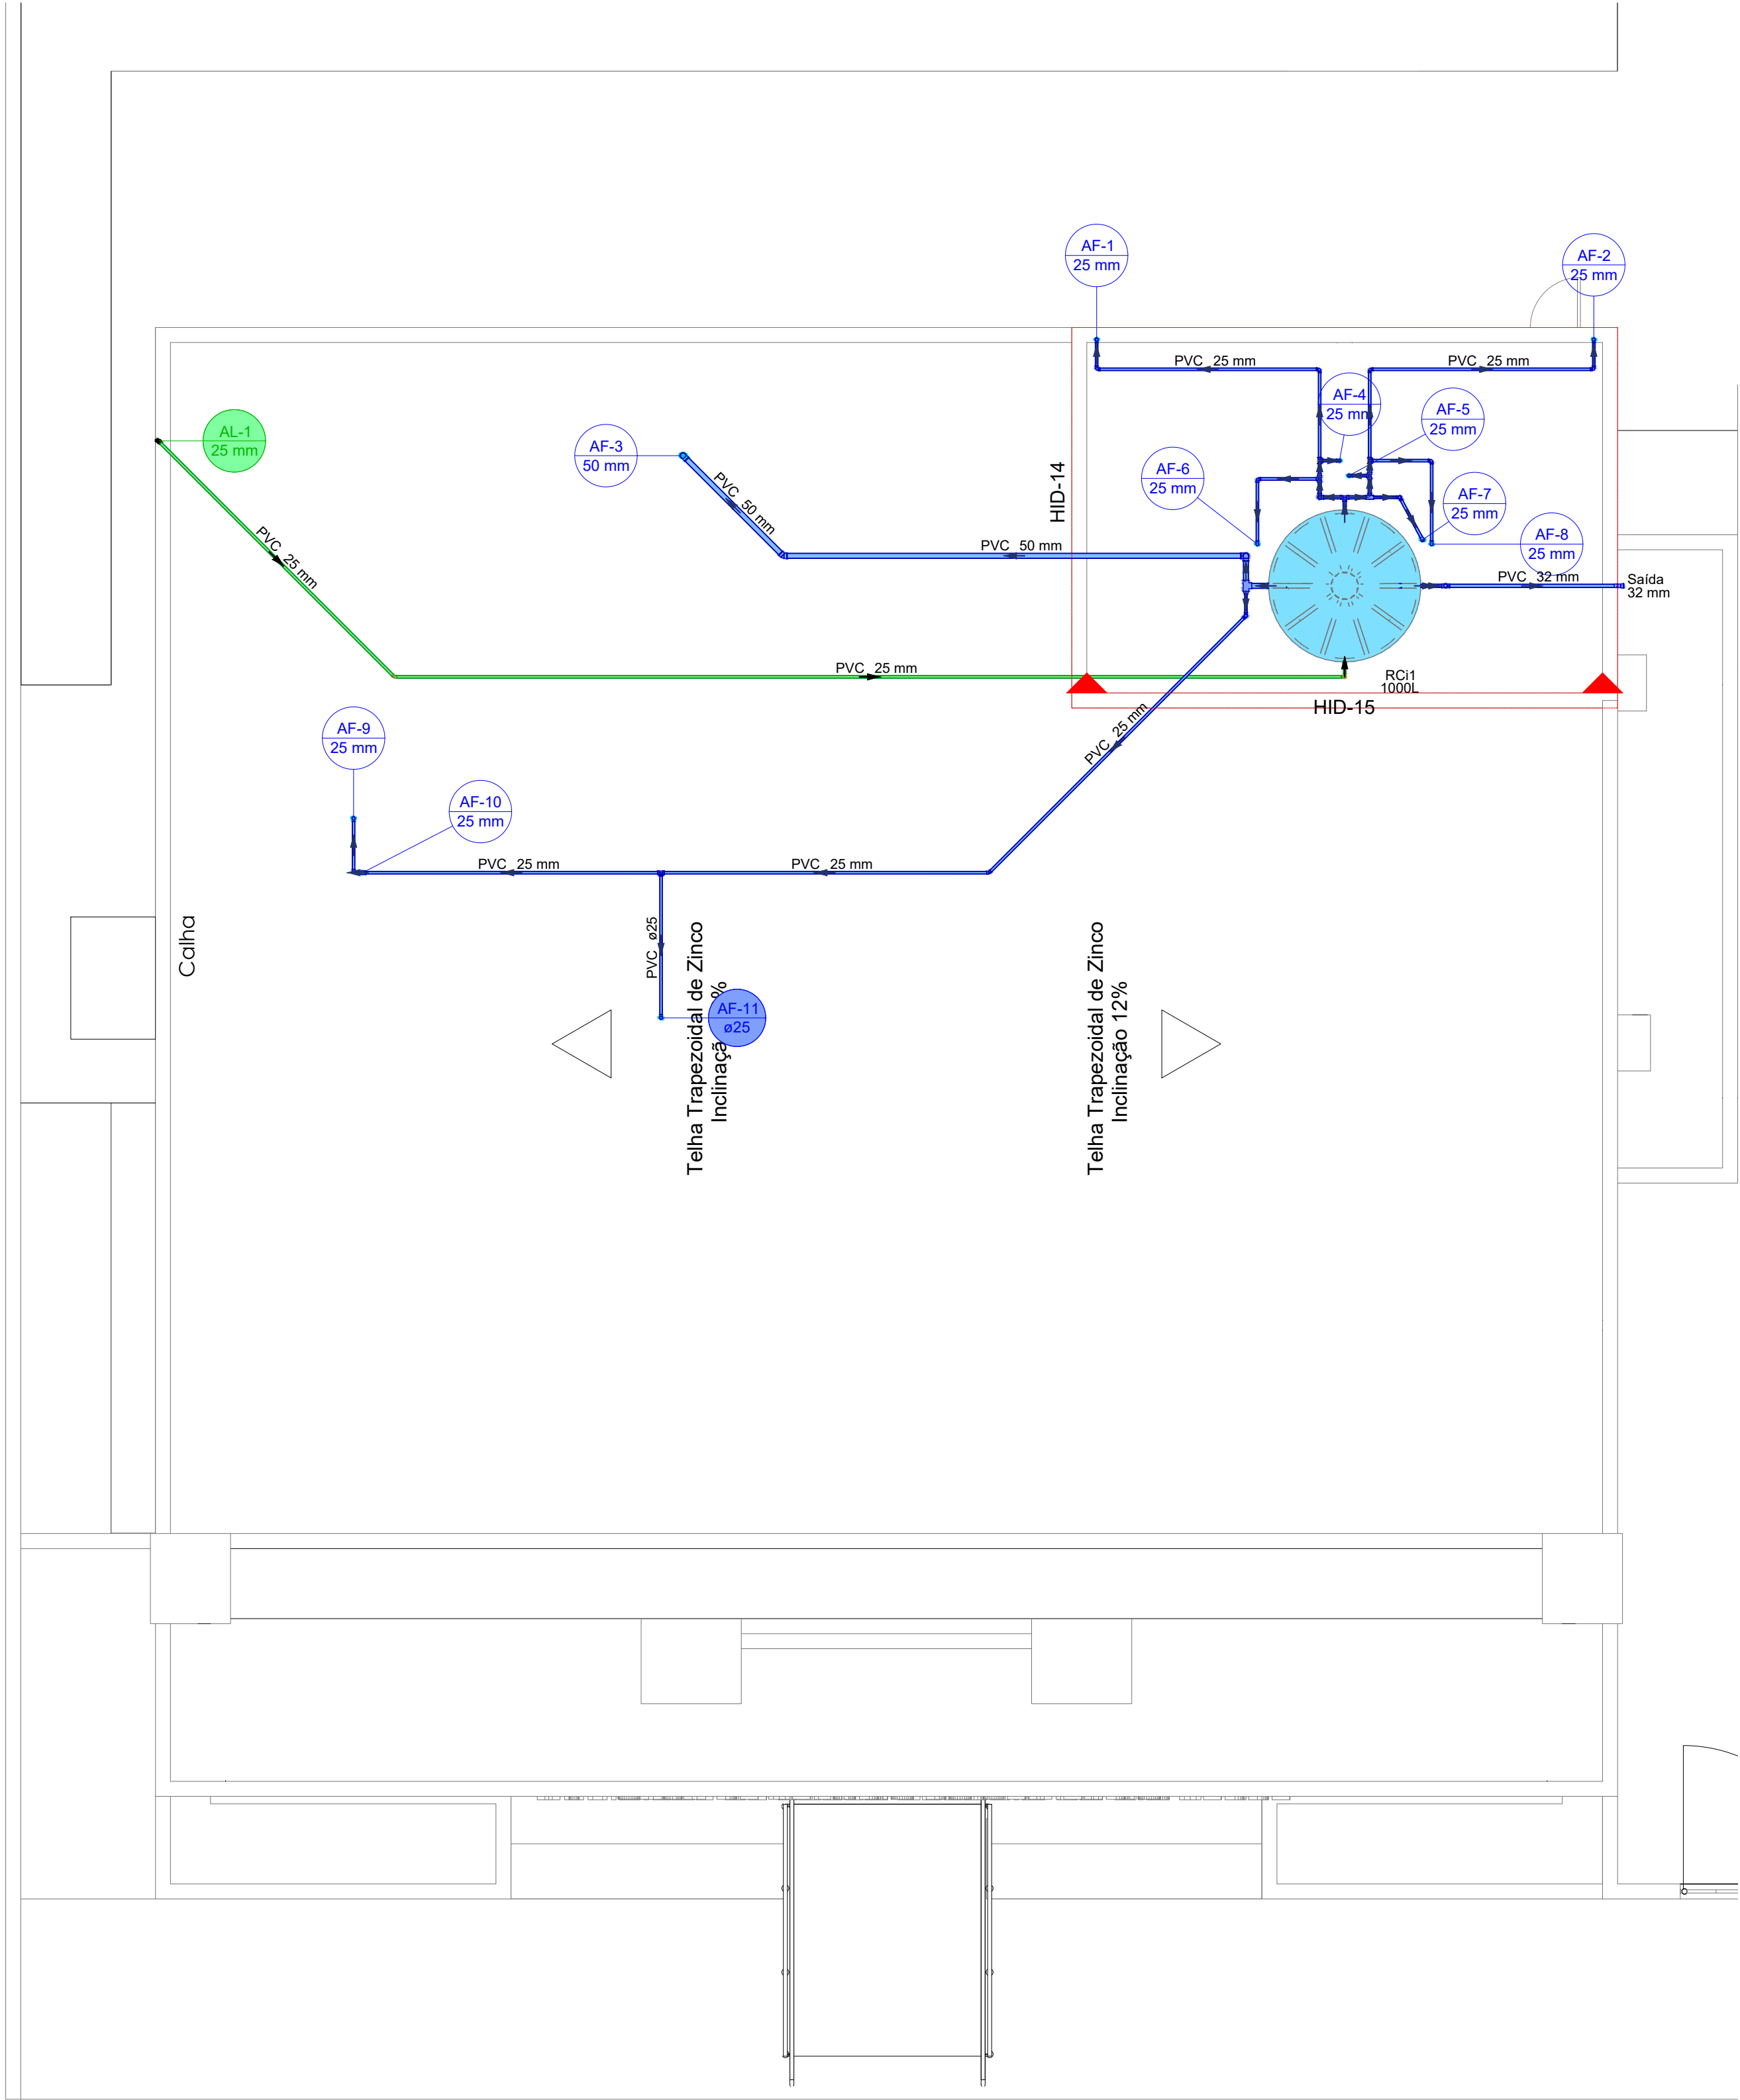 AF-1
25 mm
AF-2
25 mm
PVC 25 mm
PVC 25 mm
AF-4
25 mm
AF-5
25 mm
AL-1
25 mm
AF-3
50 mm
AF-6
25 mm
HID-14
AF-7
25 mm
PVC 50 mm
AF-8
25 mm
PVC 25 mm
PVC 50 mm
PVC 32 mm
Saída
32 mm
PVC 25 mm
RCi1
1000L
HID-15
AF-9
25 mm
PVC 25 mm
AF-10
25 mm
PVC 25 mm
PVC 25 mm
Calha
PVC ø25
AF-11
ø25
Telha Trapezoidal de Zinco
Inclinação %
Telha Trapezoidal de Zinco
Inclinação 12%